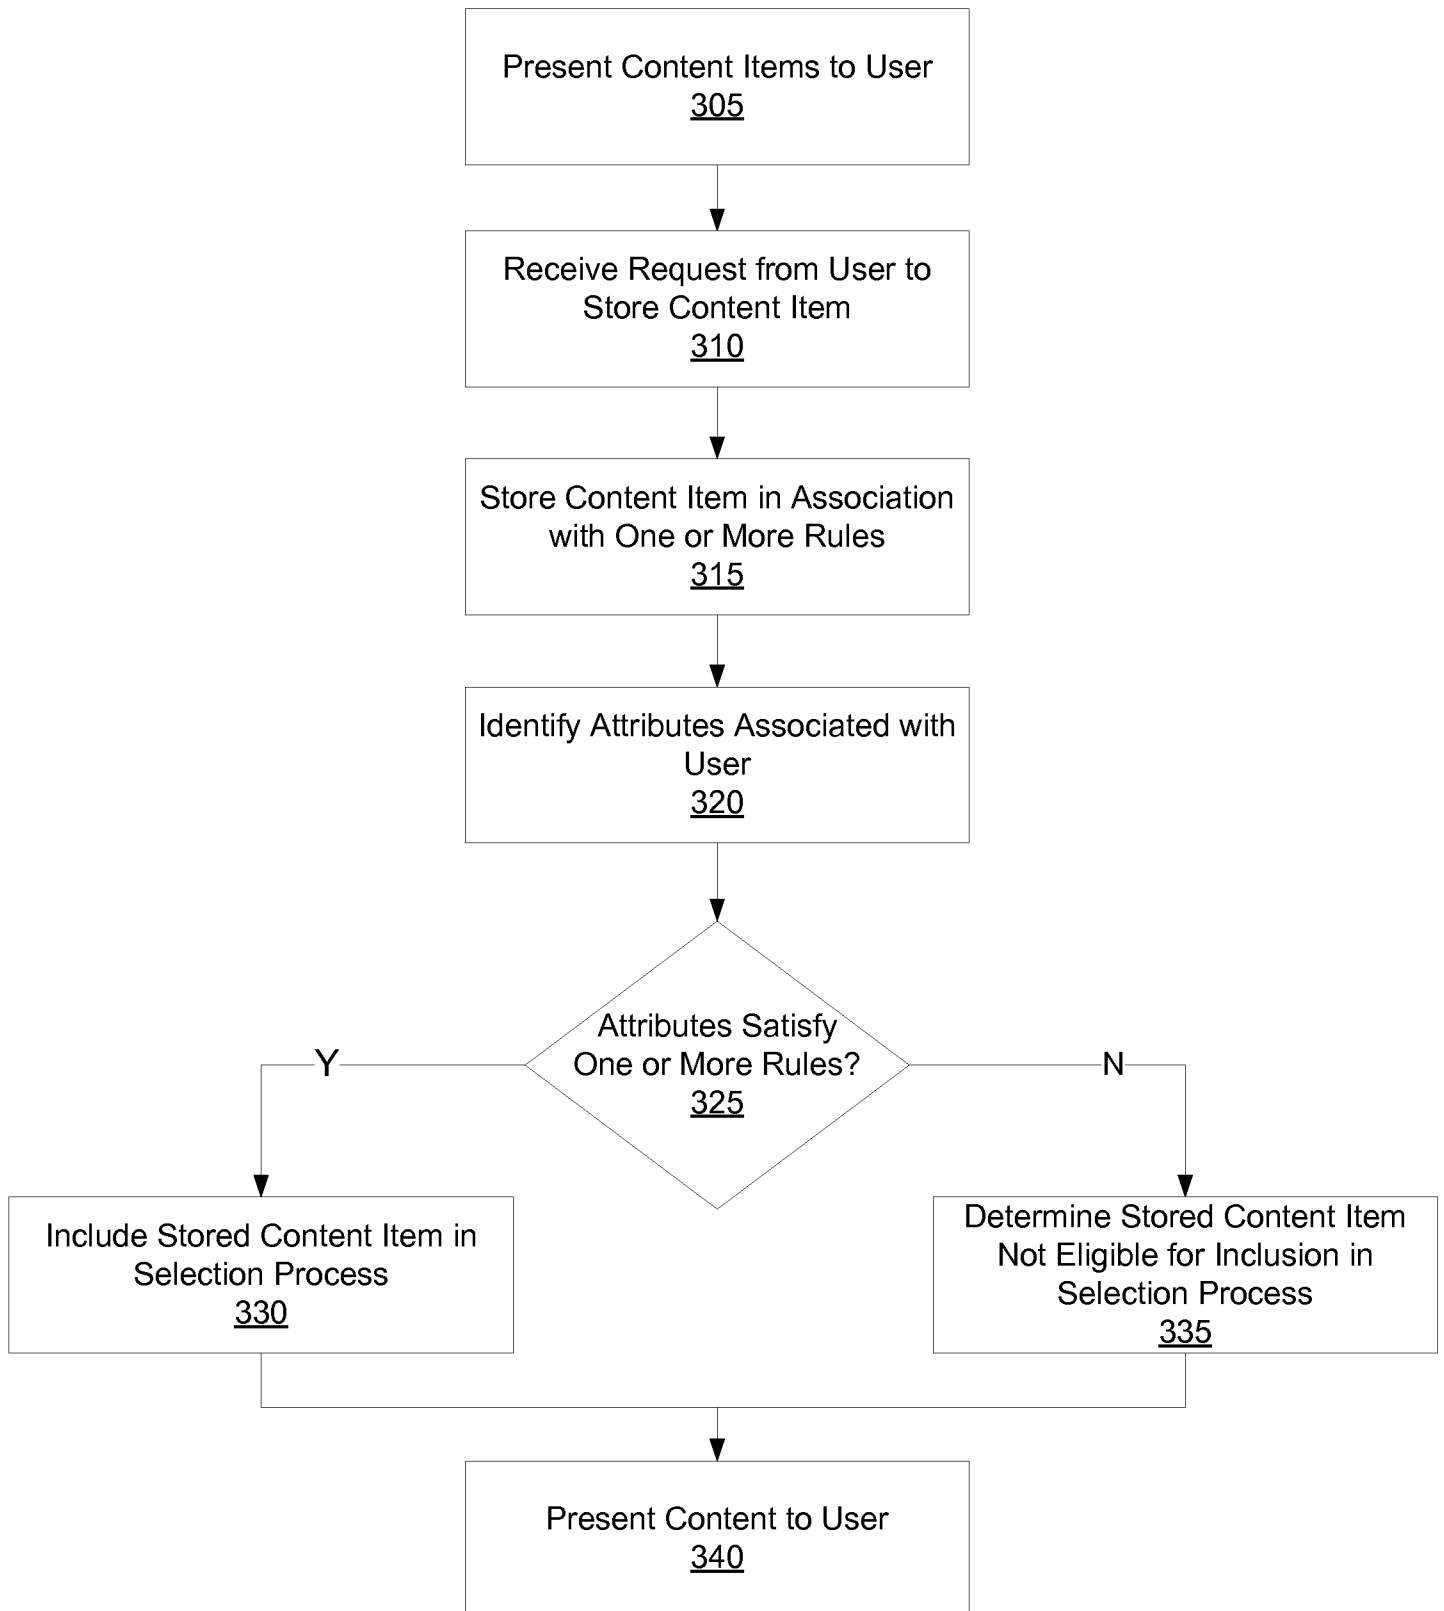 Present Content Items to User
305
Receive Request from User to
Store Content Item
310
Store Content Item in Association
with One or More Rules
315
Identify Attributes Associated with
User
320
Attributes Satisfy
One or More Rules?
325
Y
N
Include Stored Content Item in
Selection Process
330
Determine Stored Content Item
Not Eligible for Inclusion in
Selection Process
335
Present Content to User
340